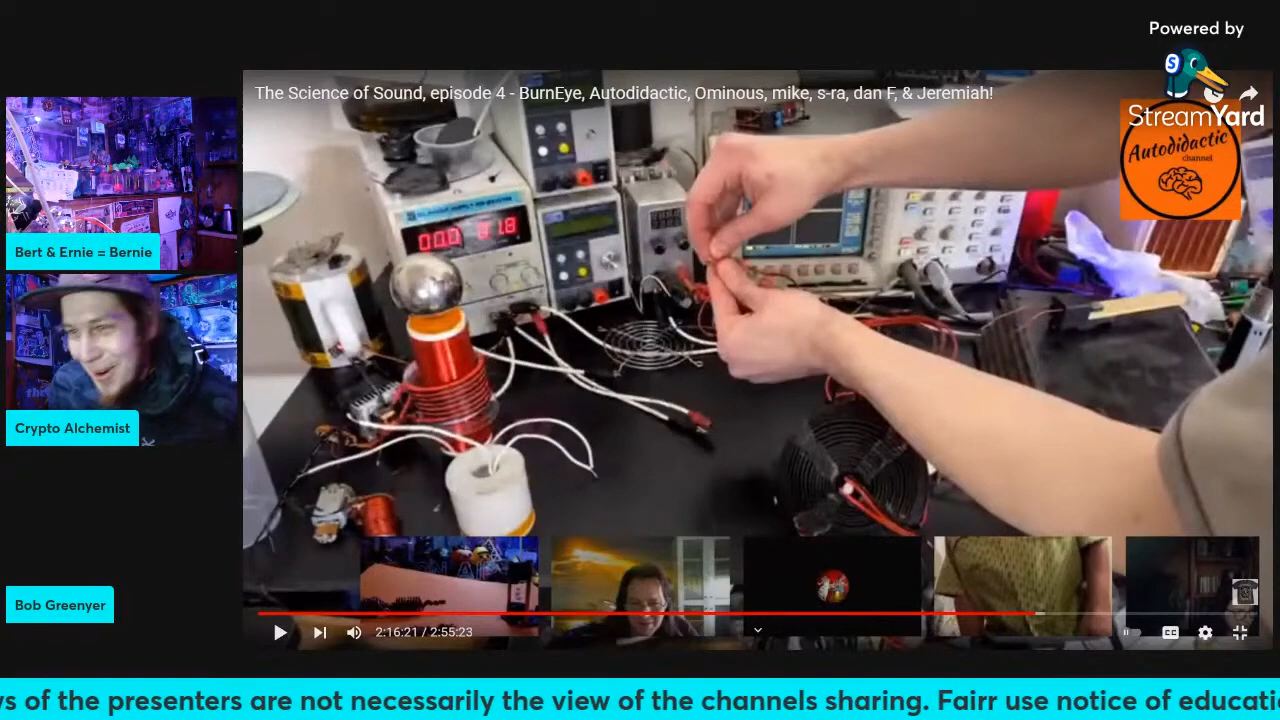 Powered by
StreamYard
The Science of Sound, episode 4 - BurnEye, Autodidactic, Ominous, mike, s-ra, dan F, & Jeremiah!
Autodidactic
channel
Bert & Ernie = Bernie
Crypto Alchemist
Bob Greenyer
2:16:21 / 2:55:23
CC
vs of the presenters are not necessarily the view of the channels sharing. Fairr use notice of educati